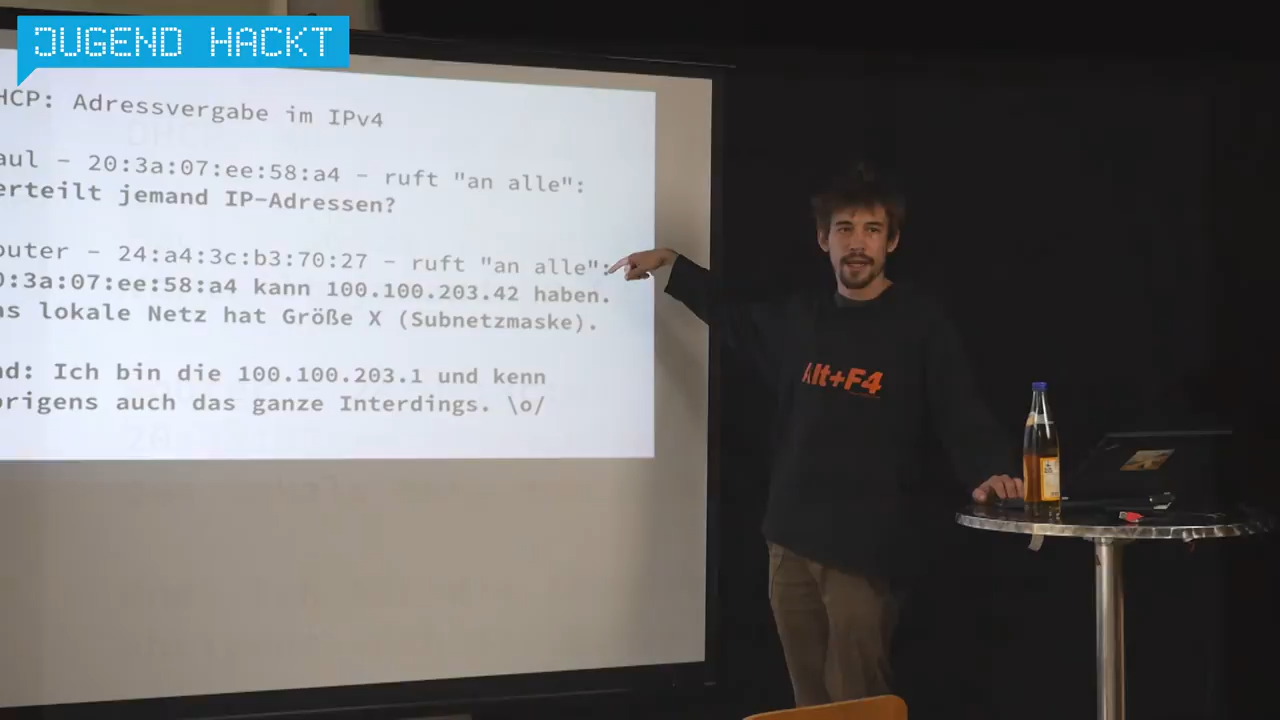 JUGEND HACKT
HCP: Adressvergabe im IPv4
aul - 20:3a:07:ee:58:a4 - ruft "an alle":
erteilt jemand IP-Adressen?
outer - 24:a4:3c:b3:70:27 - ruft "an alle":
0:3a:07:ee:58:a4 kann 100.100.203.42 haben.
as lokale Netz hat Größe X (Subnetzmaske).
nd: Ich bin die 100.100.203.1 und kenn
origens auch das ganze Interdings. \o/
Alt+F4